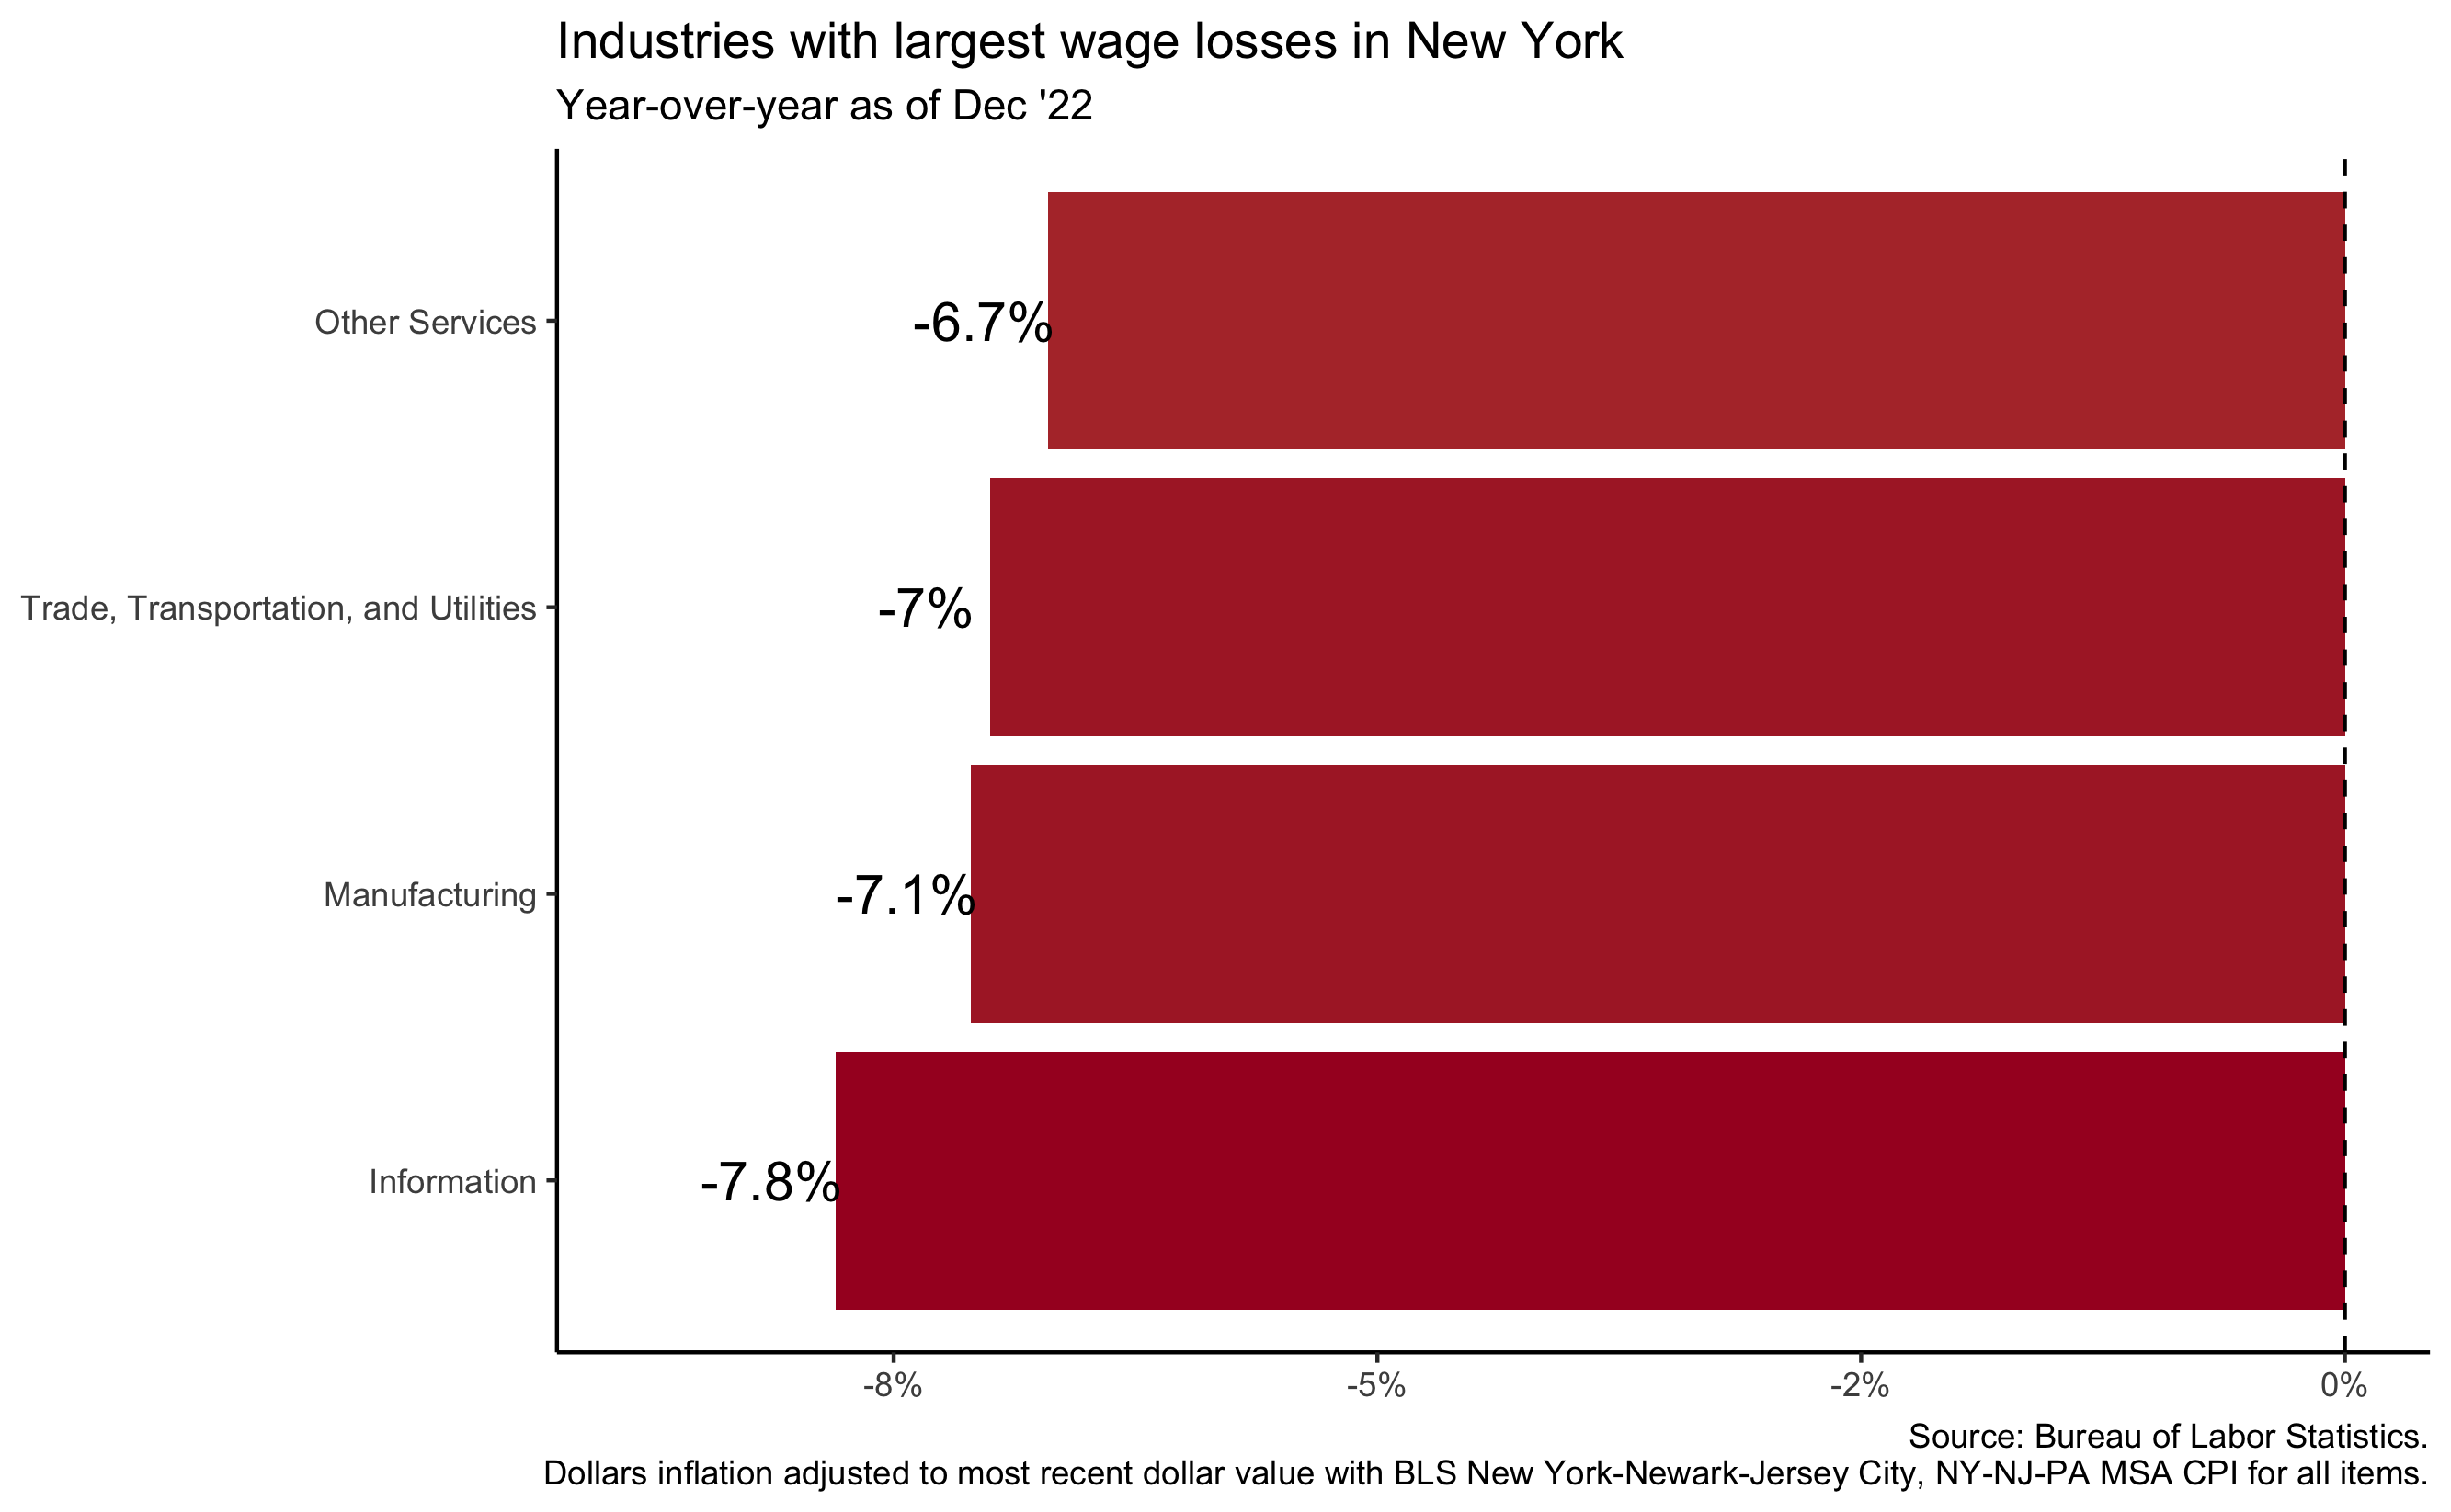 Industries with largest wage losses in New York
Year-over-year as of Dec '22
Other Services
-6.7%
Trade, Transportation, and Utilities
-7%
Manufacturing
-7.1%
Information
-7.8%
-8%
-5%
-2%
0%
Source: Bureau of Labor Statistics.
Dollars inflation adjusted to most recent dollar value with BLS New York-Newark-Jersey City, NY-NJ-PA MSA CPI for all items.